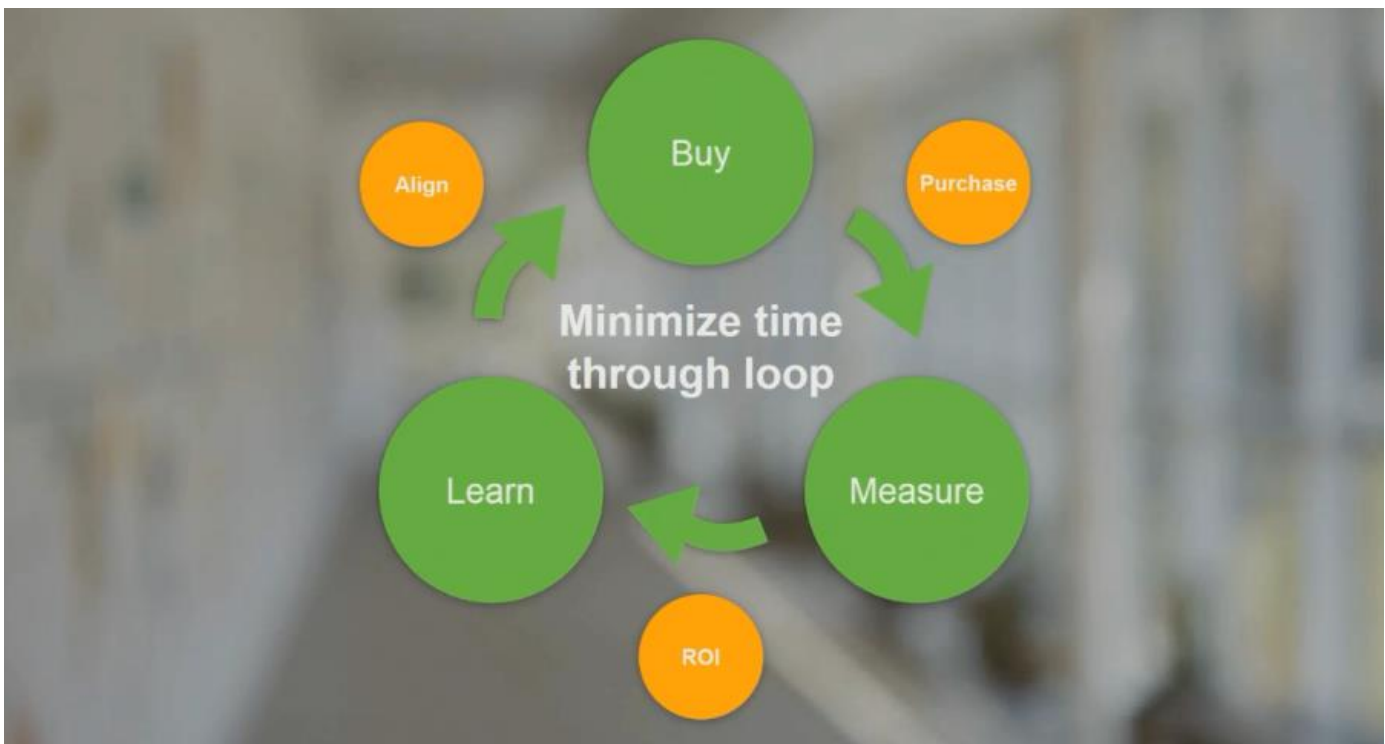 Buy
Align
Purchase
Minimize time
through loop
Learn
Measure
ROI